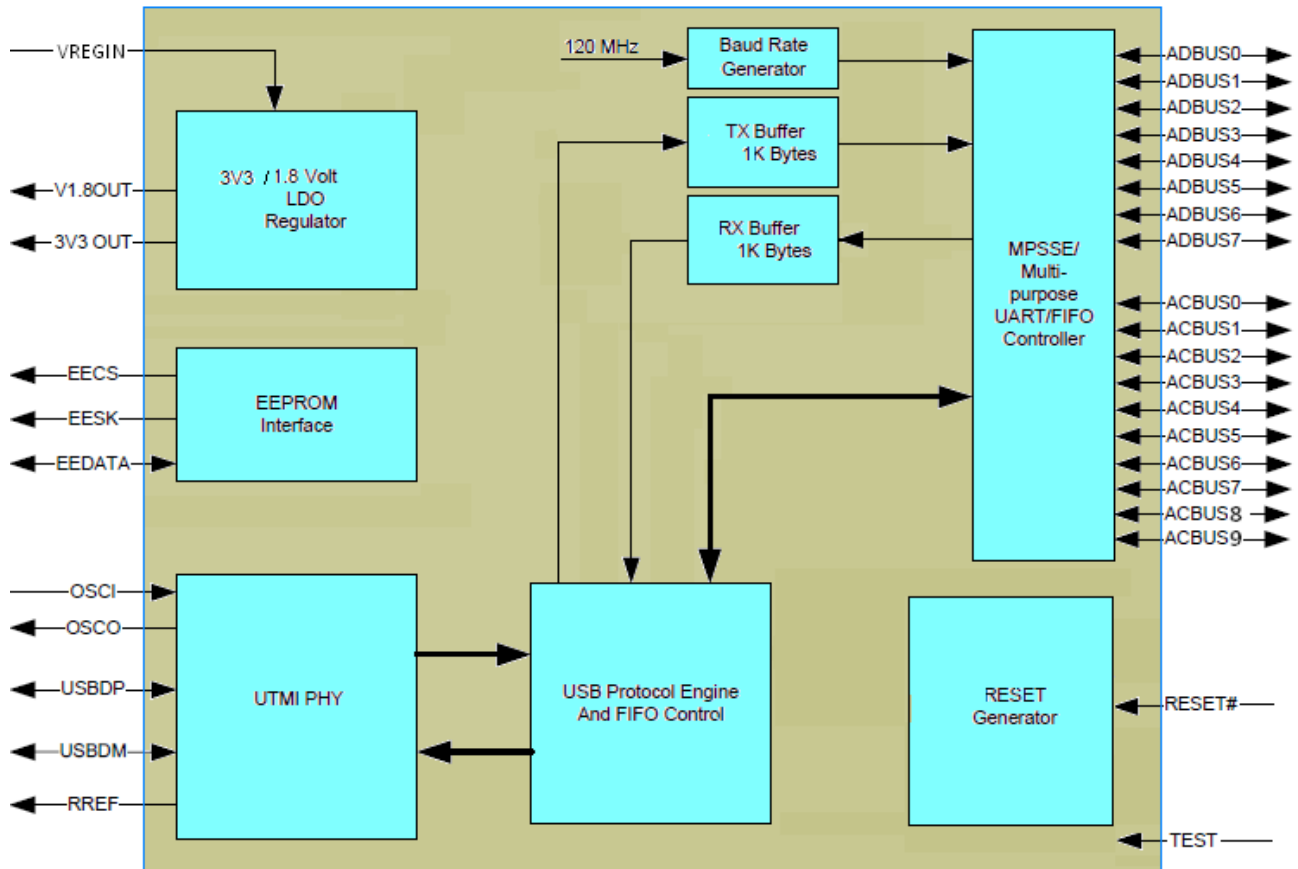 VREGIN
V1.8OUT
3V3 OUT
3V3 / 1.8 Volt
LDO
Regulator
EECS
EESK
EEDATA
EEPROM
Interface
OSCI
OSCO
USBDP
USBDM
RREF
UTMI PHY
120 MHz
Baud Rate
Generator
TX Buffer
1K Bytes
RX Buffer
1K Bytes
USB Protocol Engine
And FIFO Control
MPSSE/
Multi-
purpose
UART/FIFO
Controller
RESET
Generator
ADBUS0
ADBUS1
ADBUS2
ADBUS3
ADBUS4
ADBUS5
ADBUS6
ADBUS7
ACBUS0
ACBUS1
ACBUS2
ACBUS3
ACBUS4
ACBUS5
ACBUS6
ACBUS7
ACBUS8
ACBUS9
RESET#
TEST